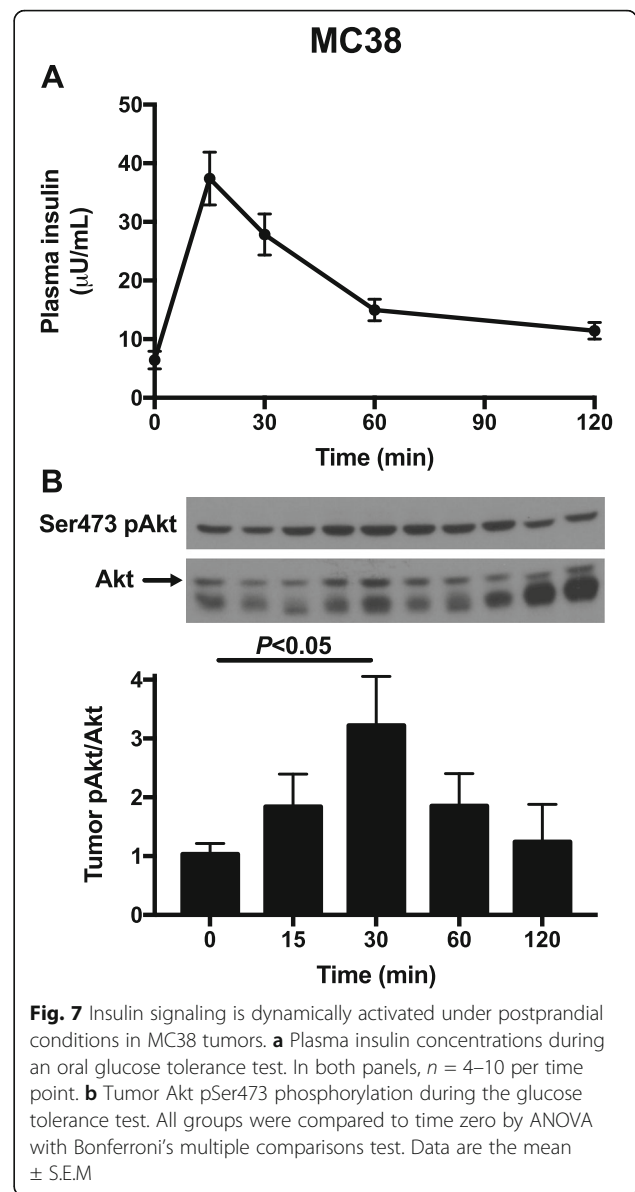 MC38
A
50
40
30
20
10
0
Plasma insulin
(µU/mL)
0 30 60 90 120
Time (min)
B
Ser473 pAkt
Akt
P<0.05
4
3
2
1
0
Tumor pAkt/Akt
0 15 30 60 120
Time (min)
Fig. 7 Insulin signaling is dynamically activated under postprandial
conditions in MC38 tumors. a Plasma insulin concentrations during
an oral glucose tolerance test. In both panels, n = 4–10 per time
point. b Tumor Akt pSer473 phosphorylation during the glucose
tolerance test. All groups were compared to time zero by ANOVA
with Bonferroni's multiple comparisons test. Data are the mean
± S.E.M